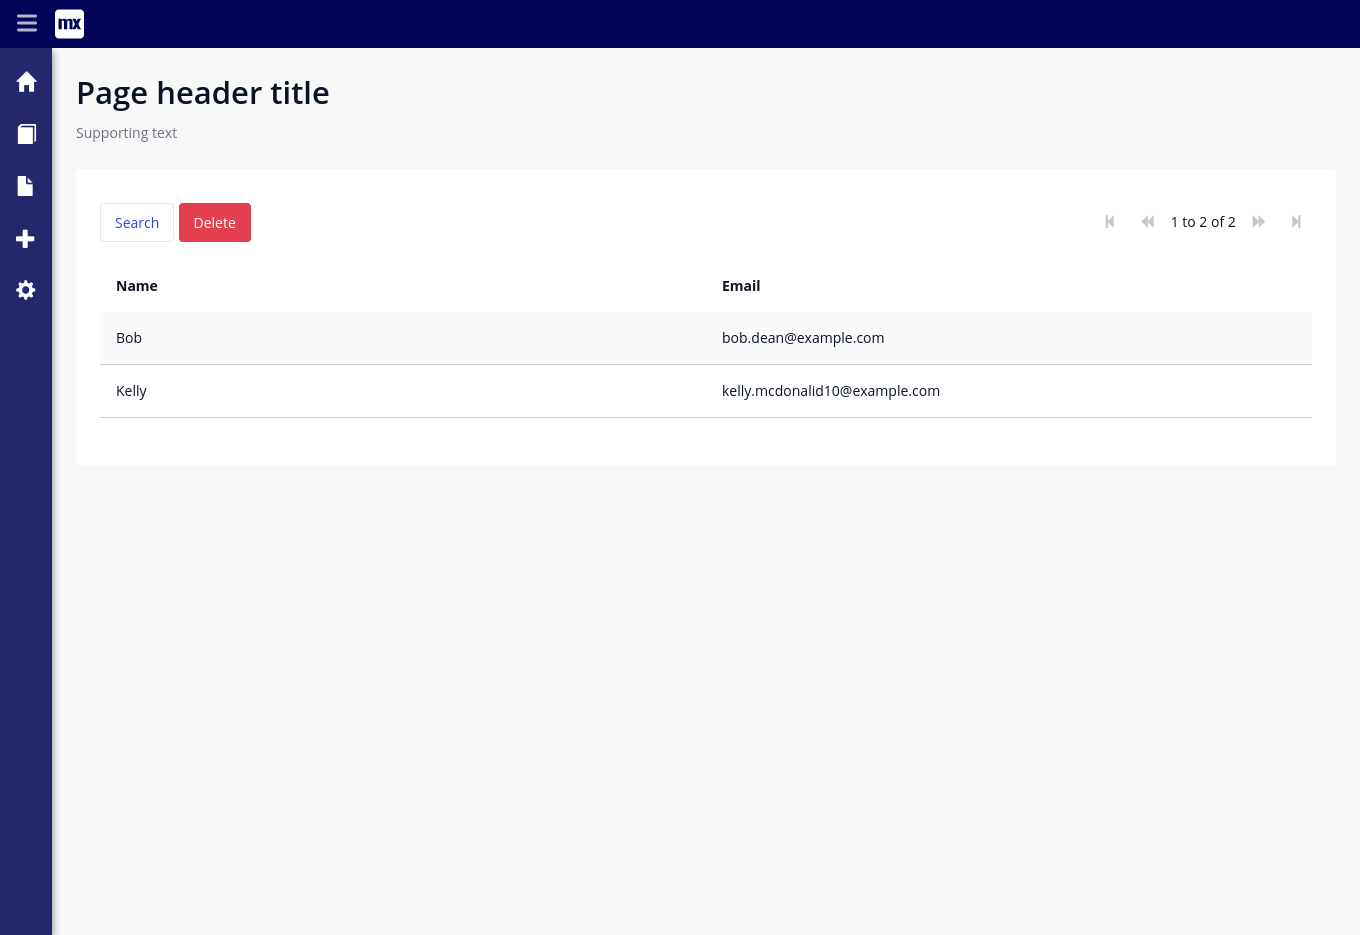 mx
Page header title
Supporting text
Search Delete 1 to 2 of 2
Name Email
Bob bob.dean@example.com
Kelly kelly.mcdonalid10@example.com